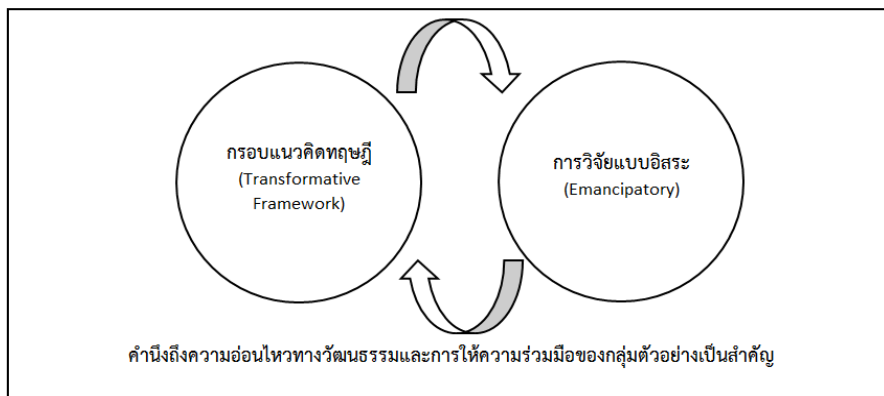 กรอบแนวคิดทฤษฎี
(Transformative
Framework)
การวิจัยแบบอิสระ
(Emancipatory)
คำนึงถึงความอ่อนไหวทางวัฒนธรรมและการให้ความร่วมมือของกลุ่มตัวอย่างเป็นสำคัญ